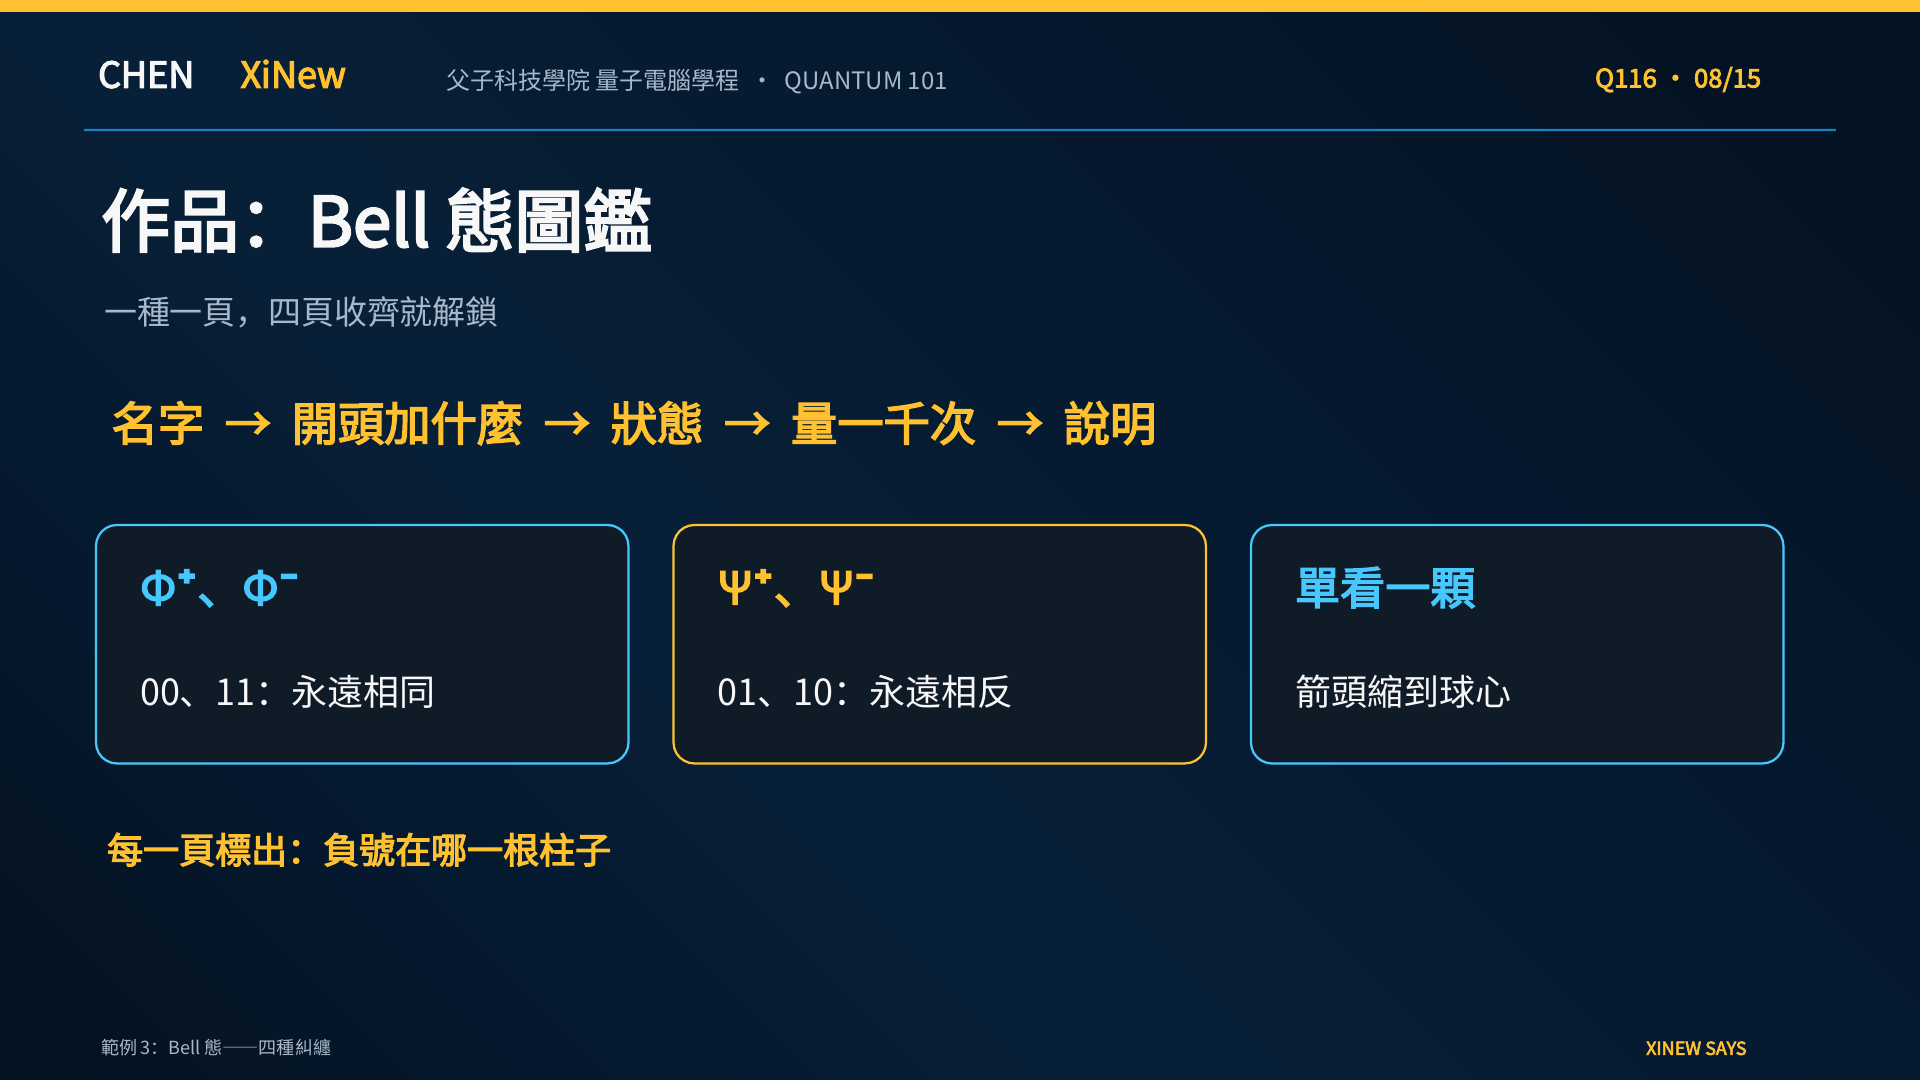 CHEN XiNew 父子科技學院 量子電腦學程 · QUANTUM 101 Q116 · 08/15
作品：Bell 態圖鑑
一種一頁，四頁收齊就解鎖
名字 → 開頭加什麼 → 狀態 → 量一千次 → 說明
Φ⁺、Φ⁻
00、11：永遠相同
Ψ⁺、Ψ⁻
01、10：永遠相反
單看一顆
箭頭縮到球心
每一頁標出：負號在哪一根柱子
範例 3：Bell 態——四種糾纏
XINEW SAYS